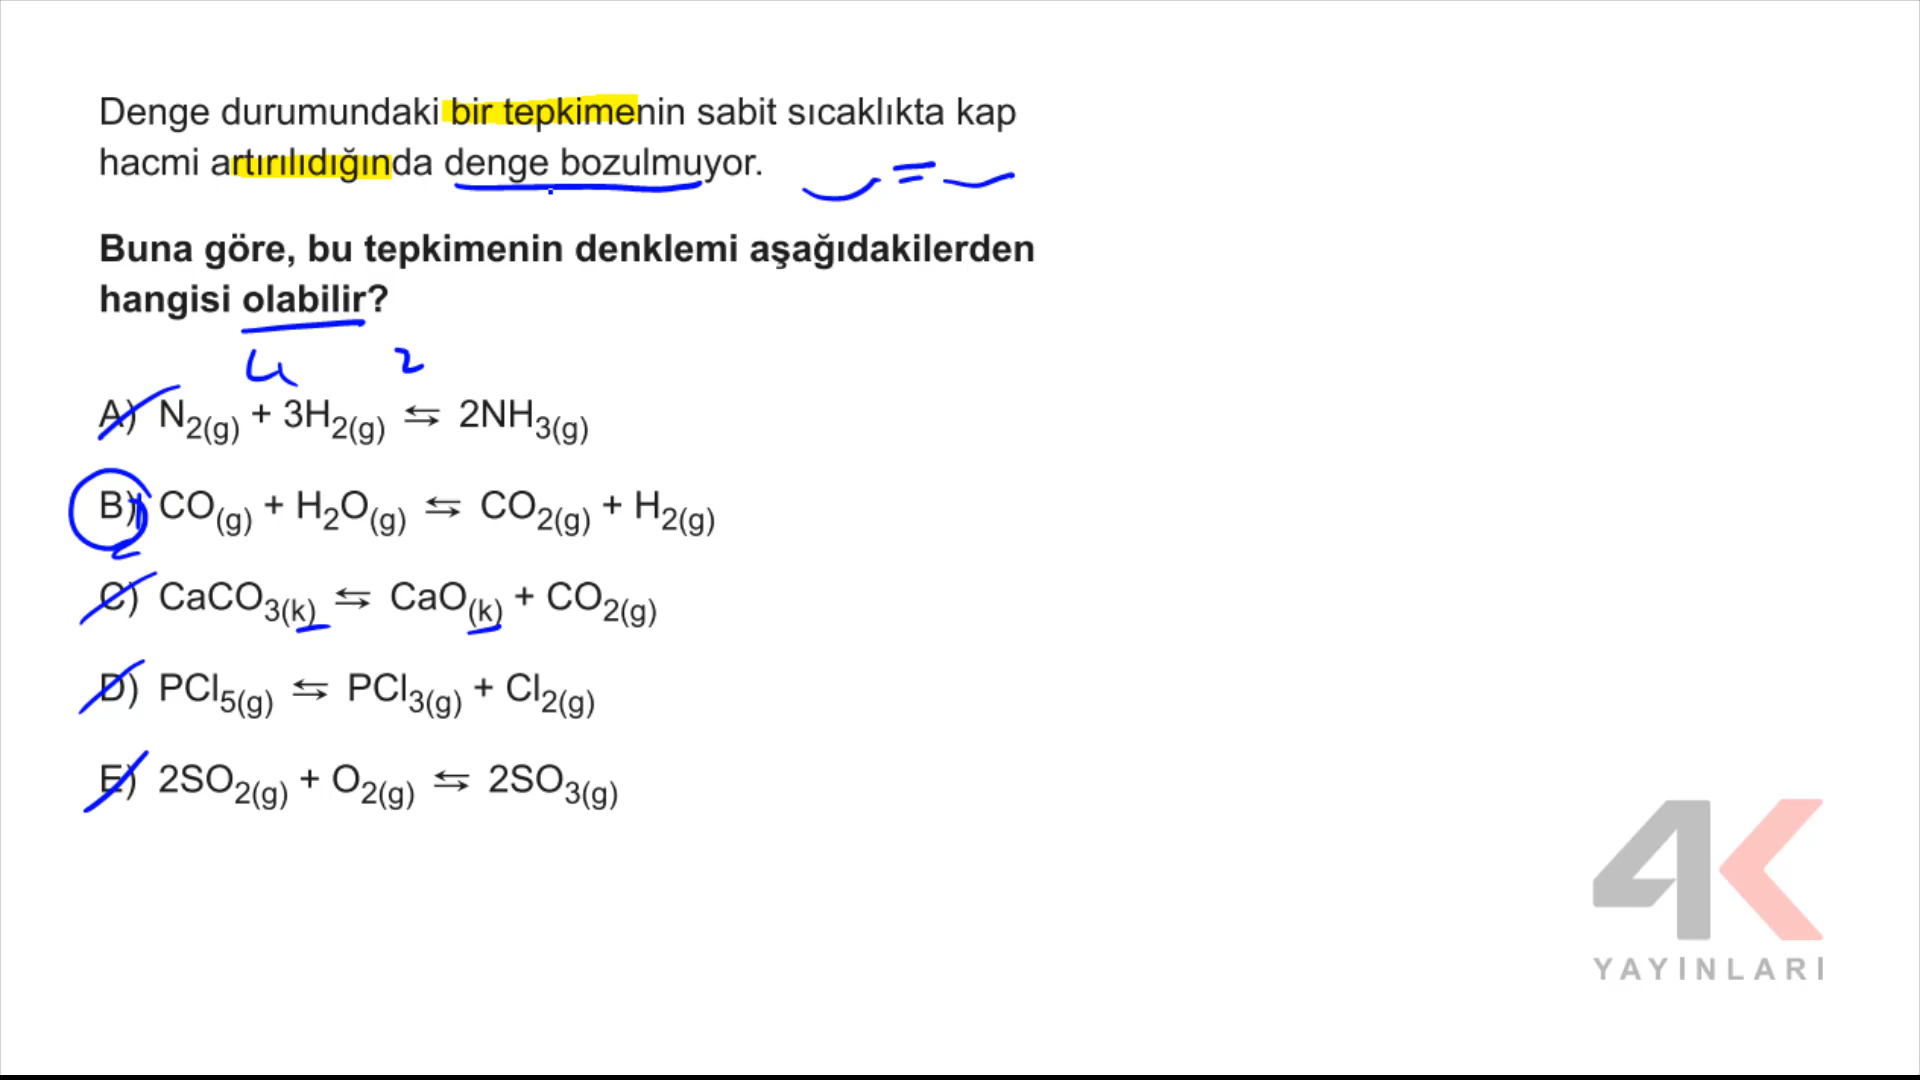 Denge durumundaki bir tepkimenin sabit sıcaklıkta kap
hacmi artırılıdığında denge bozulmuyor.
=
Buna göre, bu tepkimenin denklemi aşağıdakilerden
hangisi olabilir?
4 2
A) N2(g) + 3H2(g) ⇆ 2NH3(g)
B) CO(g) + H2O(g) ⇆ CO2(g) + H2(g)
C) CaCO3(k) ⇆ CaO(k) + CO2(g)
D) PCl5(g) ⇆ PCl3(g) + Cl2(g)
E) 2SO2(g) + O2(g) ⇆ 2SO3(g)
4K
YAYINLARI